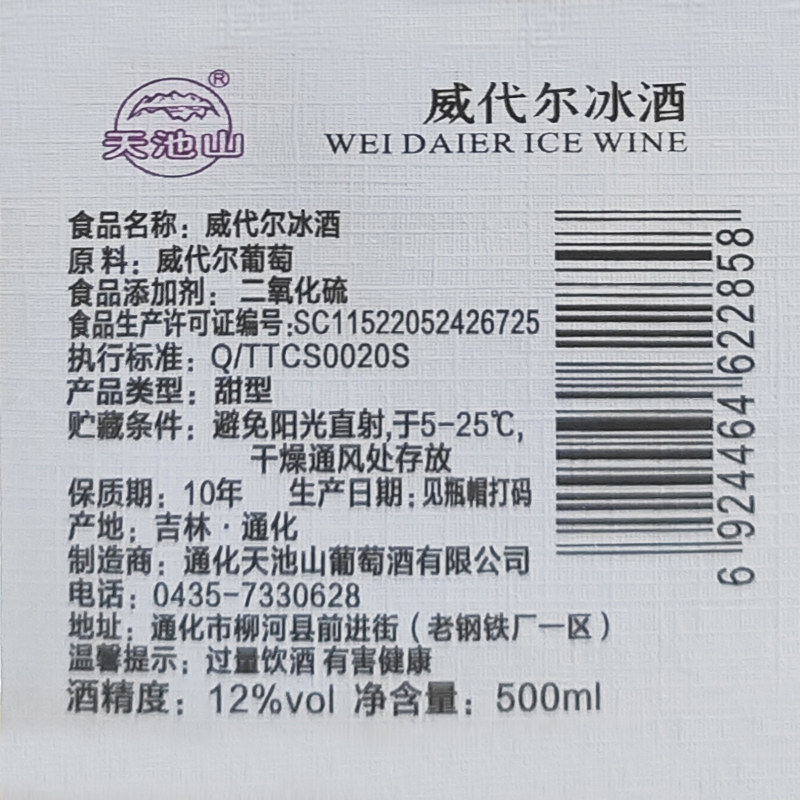 天池山®
威代尔冰酒
WEI DAIER ICE WINE
食品名称：威代尔冰酒
原料：威代尔葡萄
食品添加剂：二氧化硫
食品生产许可证编号:SC11522052426725
执行标准：Q/TTCS0020S
产品类型：甜型
贮藏条件：避免阳光直射,于5-25℃,
干燥通风处存放
保质期：10年 生产日期:见瓶帽打码
产地：吉林·通化
制造商：通化天池山葡萄酒有限公司
电话：0435-7330628
地址：通化市柳河县前进街（老钢铁厂一区）
温馨提示：过量饮酒 有害健康
酒精度：12%vol 净含量：500ml
6 924464 622858